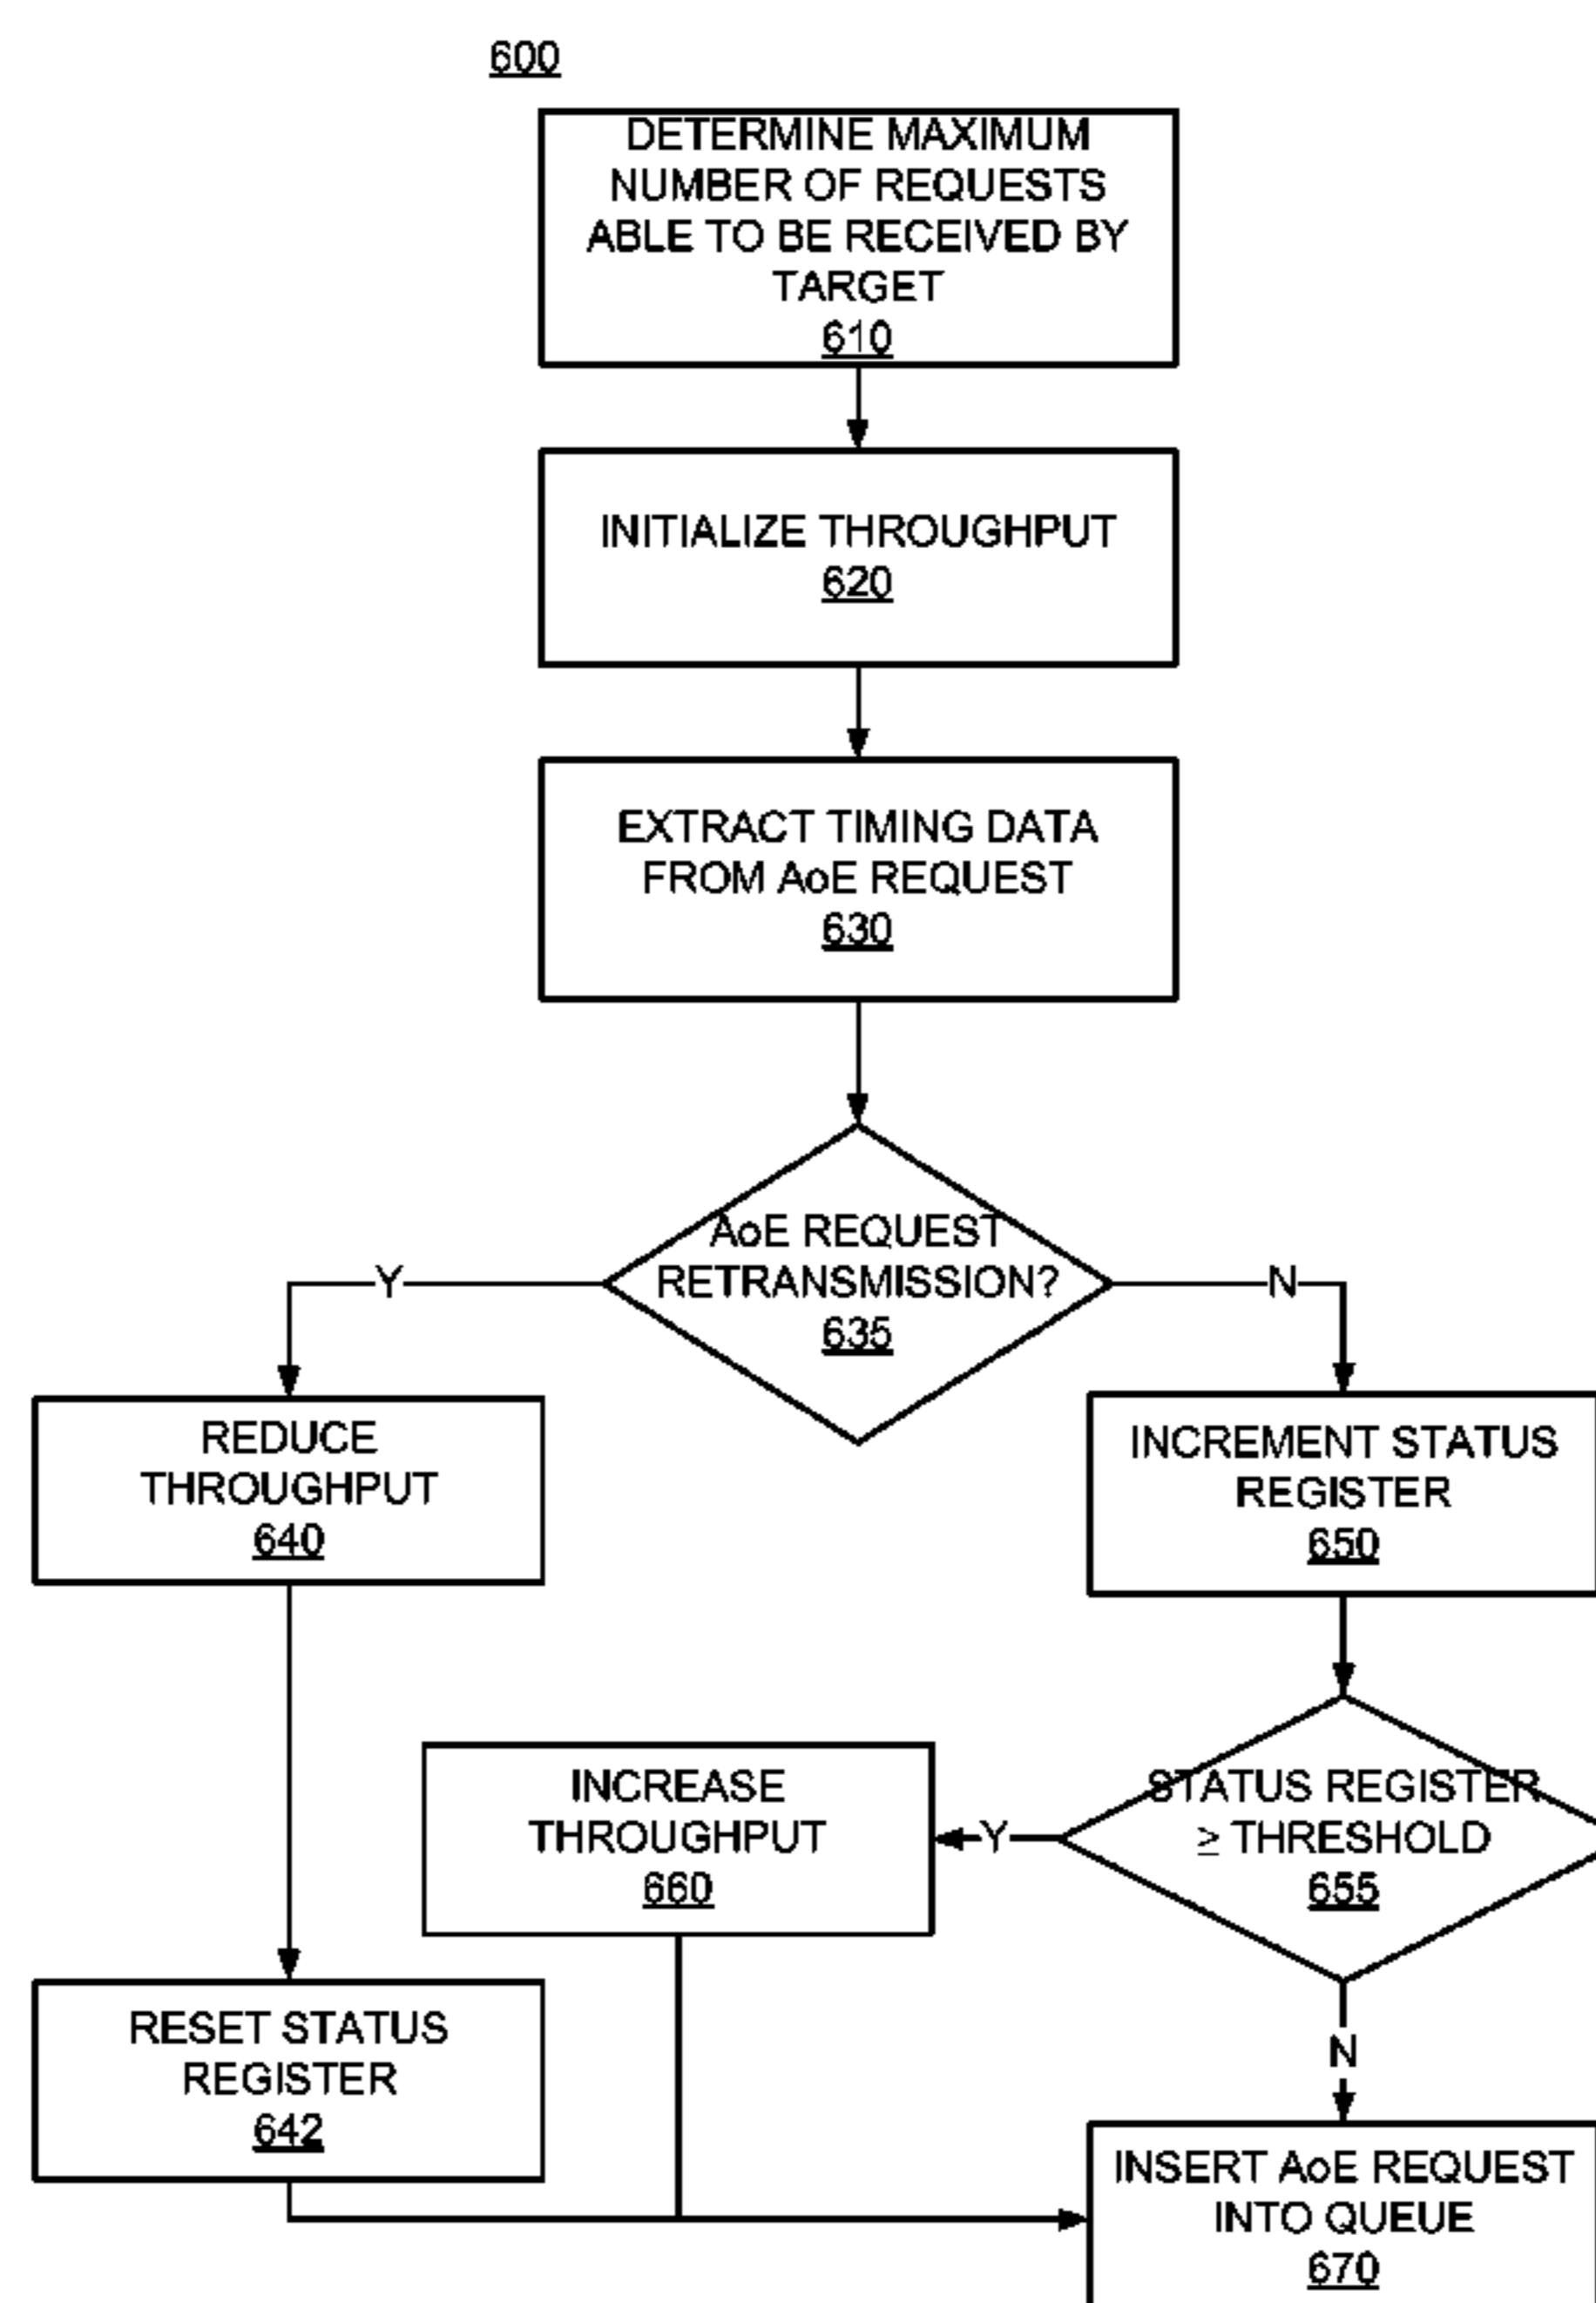 600
DETERMINE MAXIMUM
NUMBER OF REQUESTS
ABLE TO BE RECEIVED BY
TARGET
610
INITIALIZE THROUGHPUT
620
EXTRACT TIMING DATA
FROM AoE REQUEST
630
AoE REQUEST
RETRANSMISSION?
635
Y
N
REDUCE
THROUGHPUT
640
INCREMENT STATUS
REGISTER
650
INCREASE
THROUGHPUT
660
Y
STATUS REGISTER
≥ THRESHOLD
655
N
RESET STATUS
REGISTER
642
INSERT AoE REQUEST
INTO QUEUE
670